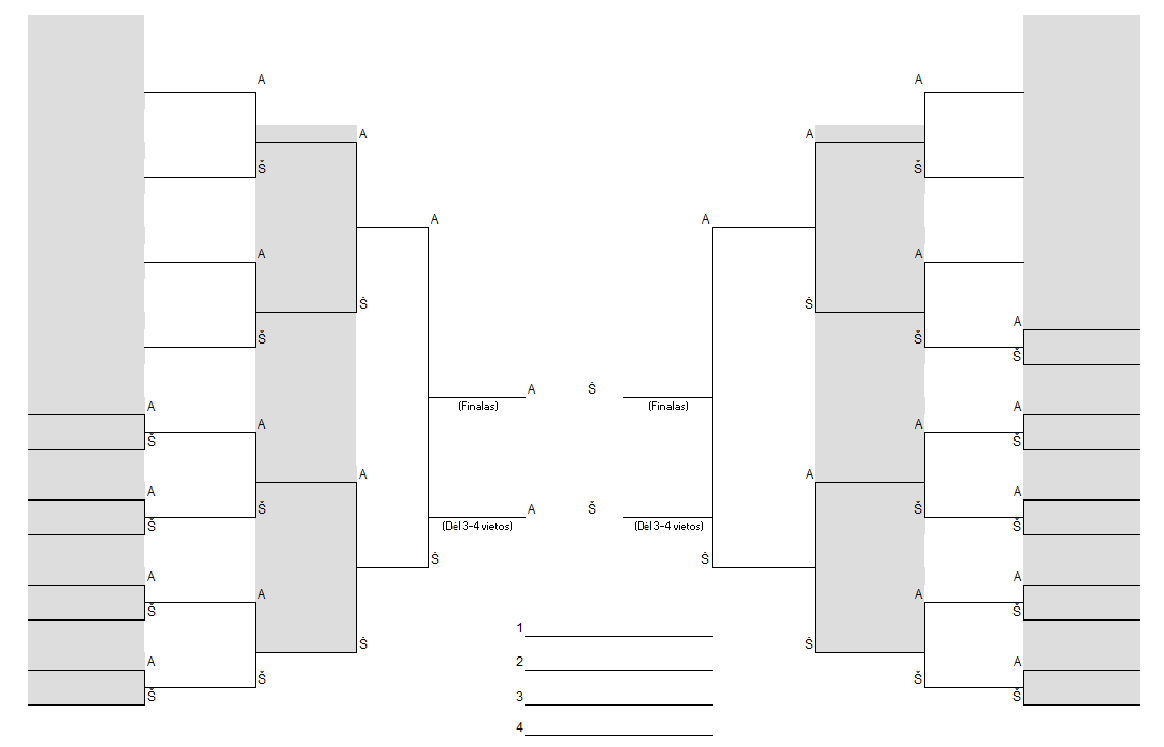 A A
A. A
Š Š
A A
A A
Š Š
A
Š Š
Š
A Š
(Finalas) (Finalas)
A A
A A
Š Š
A A
A A
Š Š
A Š
Š Š
(Dėl 3-4 vietos) (Dėl 3-4 vietos)
Š Š
A A
A A
Š Š
1
Š Š
2
A A
Š Š
3
Š Š
4